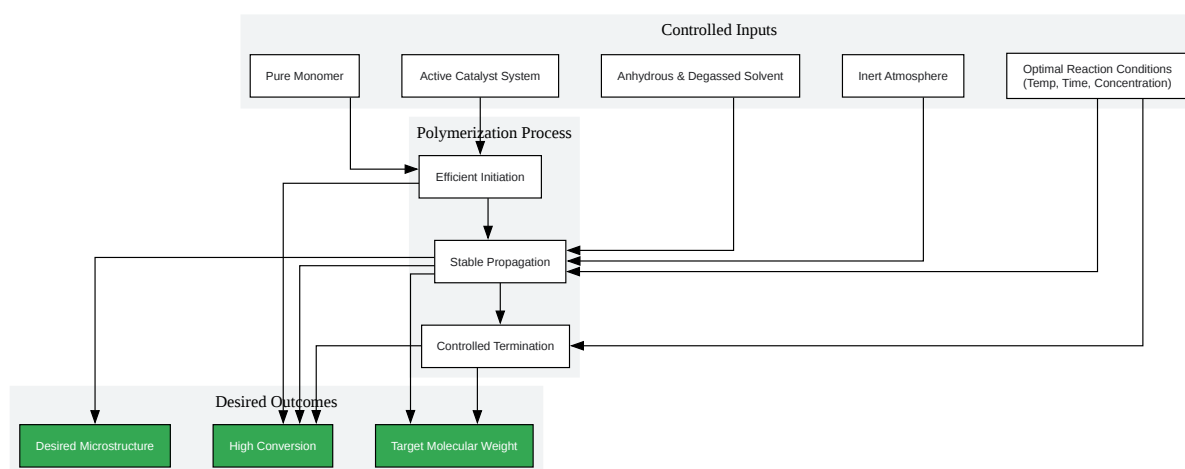 Controlled Inputs
Pure Monomer
Active Catalyst System
Anhydrous & Degassed Solvent
Inert Atmosphere
Optimal Reaction Conditions
(Temp, Time, Concentration)
Polymerization Process
Efficient Initiation
Stable Propagation
Controlled Termination
Desired Outcomes
Desired Microstructure
High Conversion
Target Molecular Weight